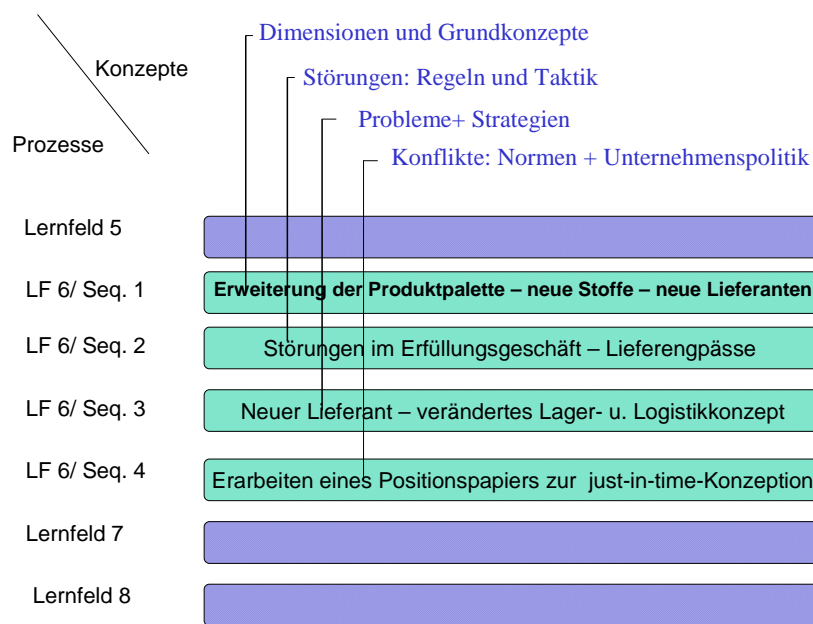 Dimensionen und Grundkonzepte
Konzepte
Störungen: Regeln und Taktik
Probleme+ Strategien
Prozesse
Konflikte: Normen + Unternehmenspolitik
Lernfeld 5
LF 6/ Seq. 1
Erweiterung der Produktpalette – neue Stoffe – neue Lieferanten
LF 6/ Seq. 2
Störungen im Erfüllungsgeschäft – Lieferengpässe
LF 6/ Seq. 3
Neuer Lieferant – verändertes Lager- u. Logistikkonzept
LF 6/ Seq. 4
Erarbeiten eines Positionspapiers zur just-in-time-Konzeption
Lernfeld 7
Lernfeld 8